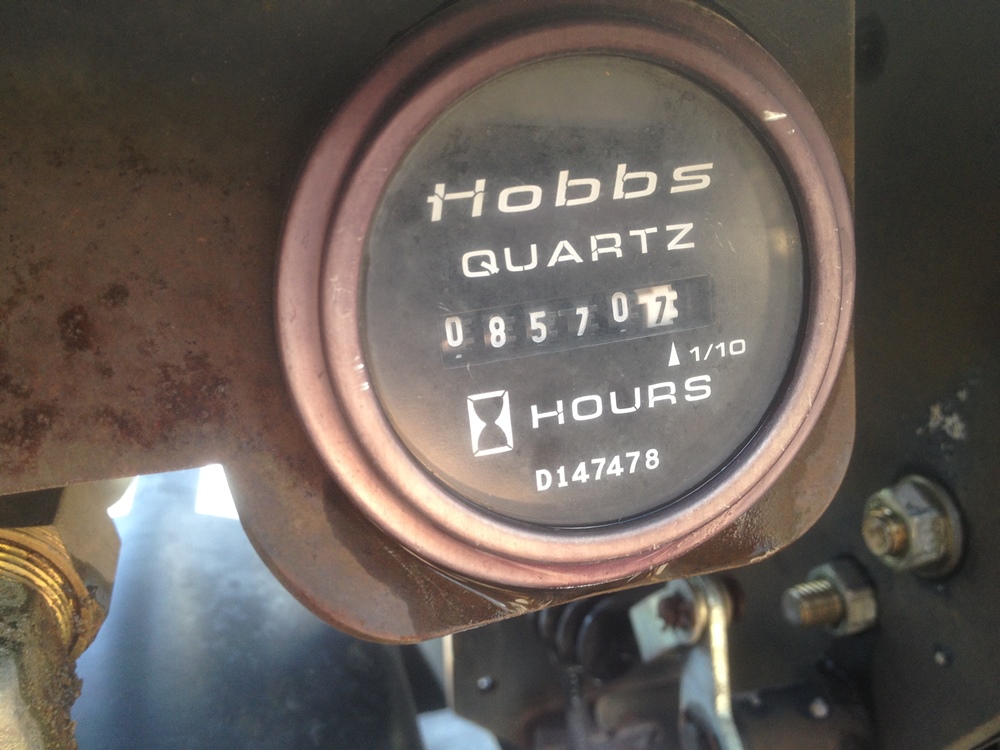 Hobbs
QUARTZ
085707
1/10
HOURS
D147478